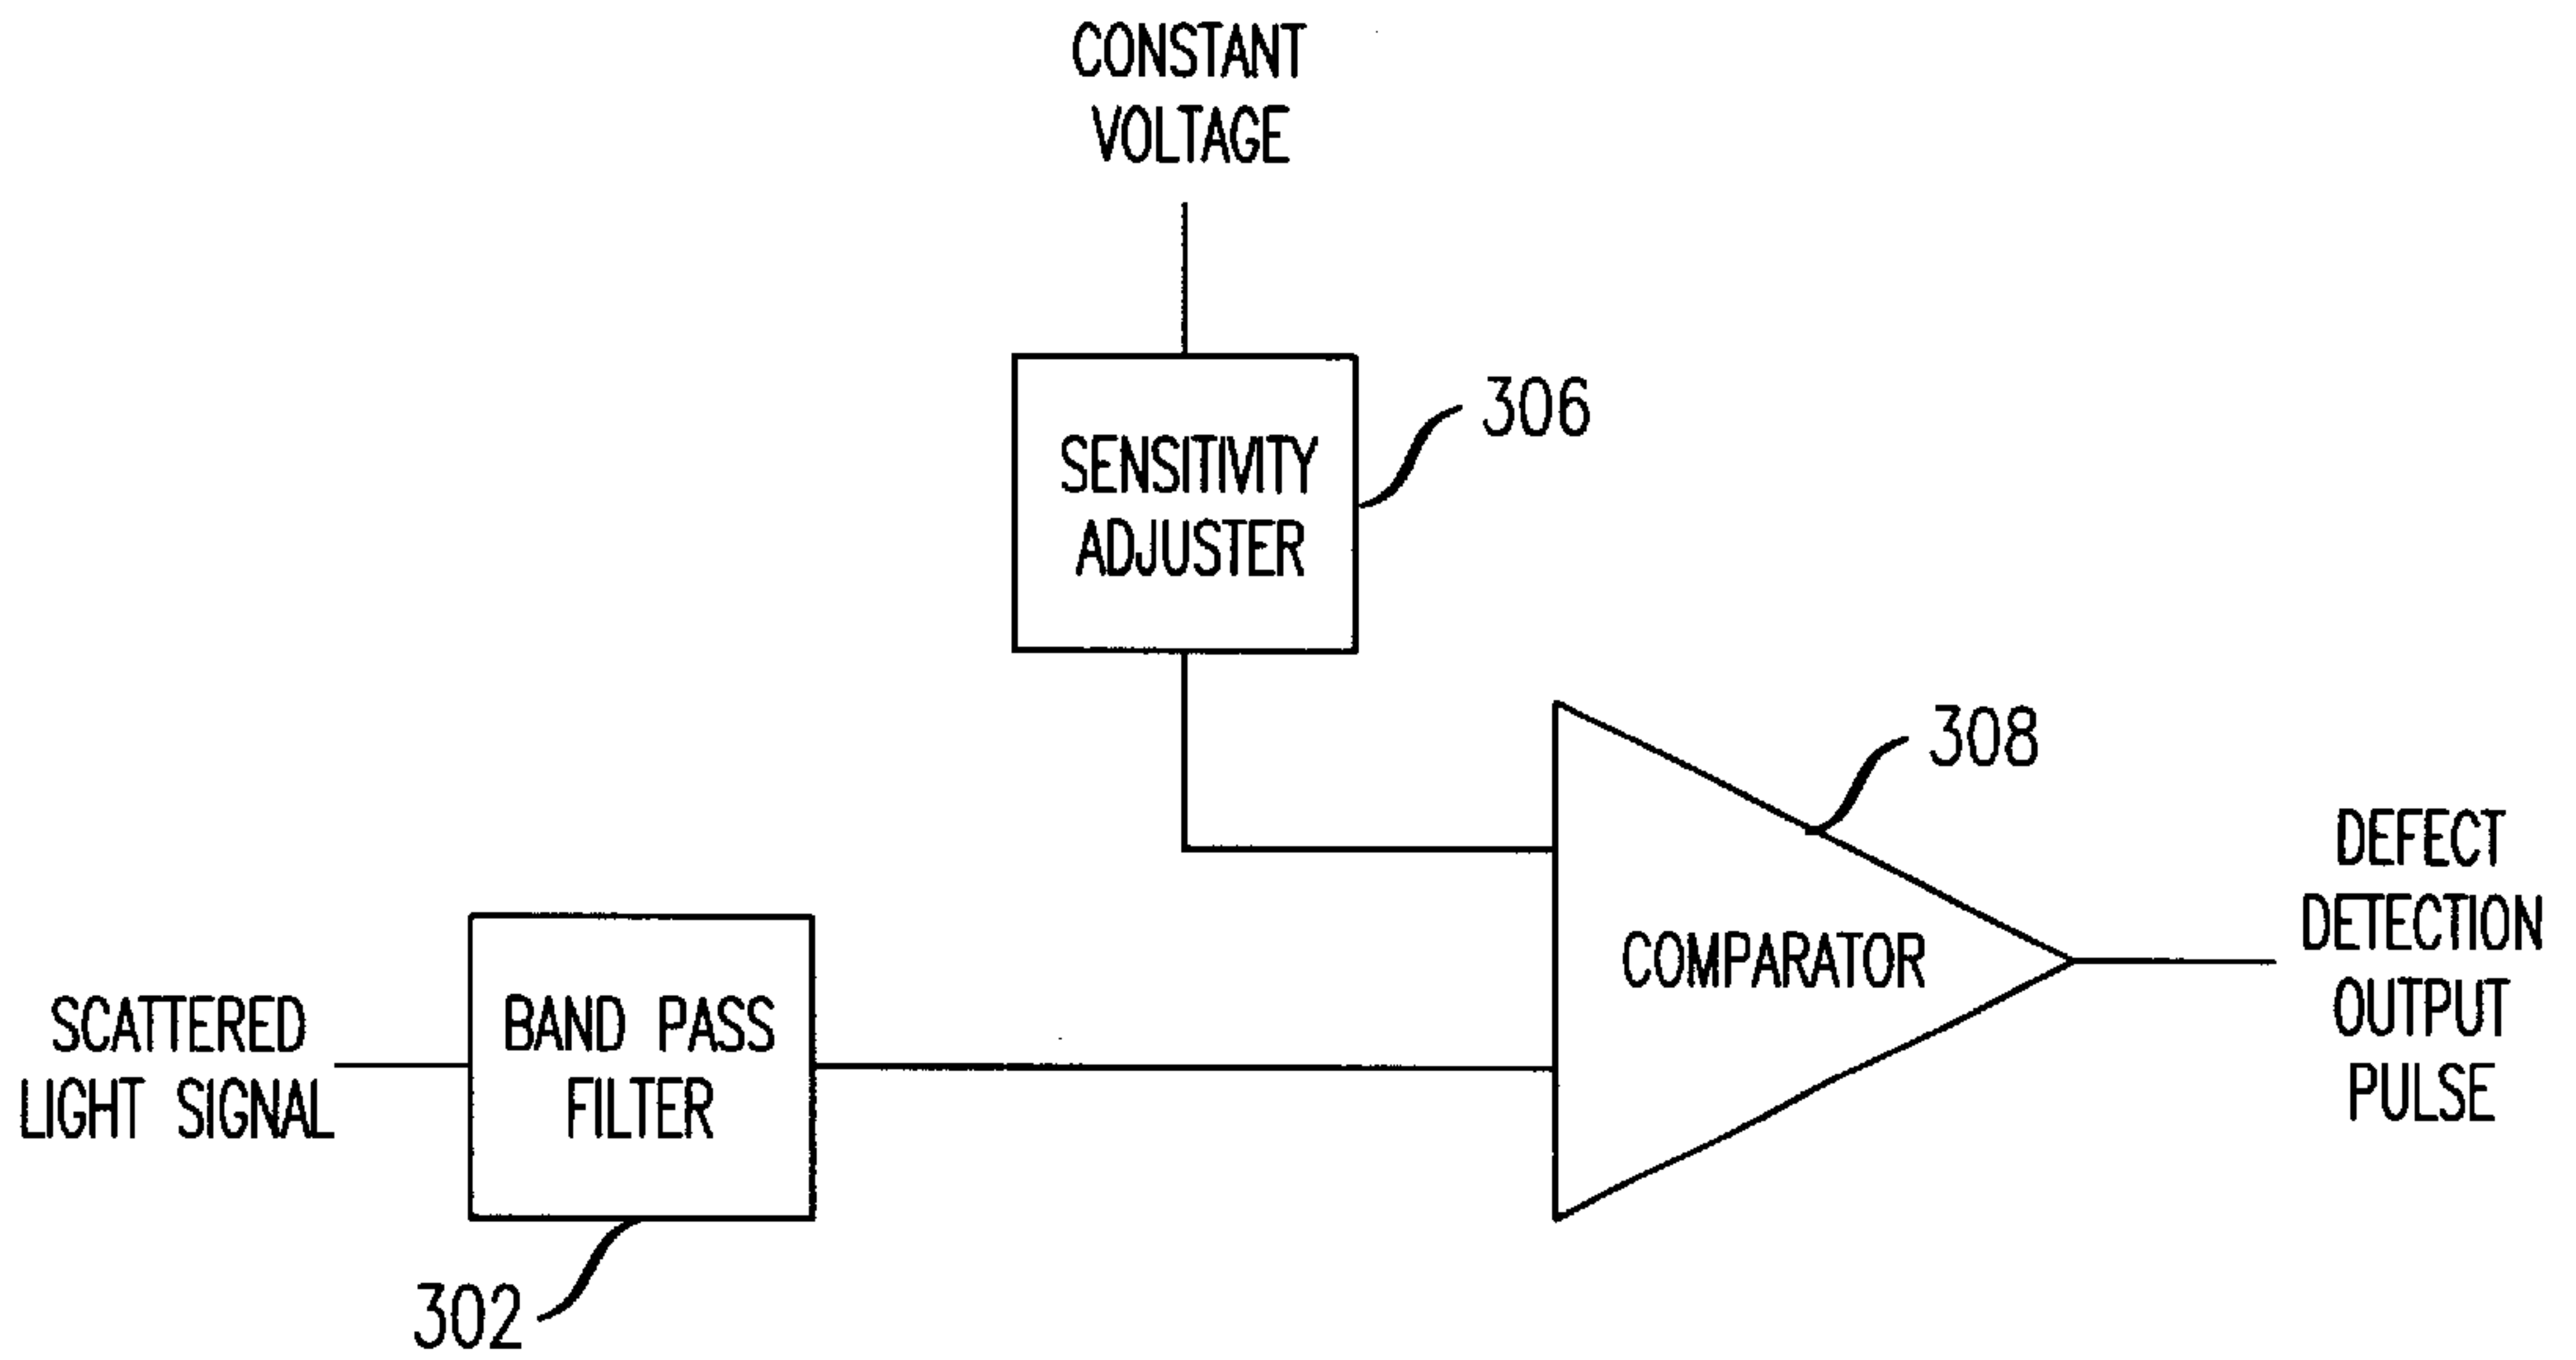 CONSTANT
VOLTAGE
SENSITIVITY
ADJUSTER
306
308
COMPARATOR
DEFECT
DETECTION
OUTPUT
PULSE
SCATTERED
LIGHT SIGNAL
BAND PASS
FILTER
302